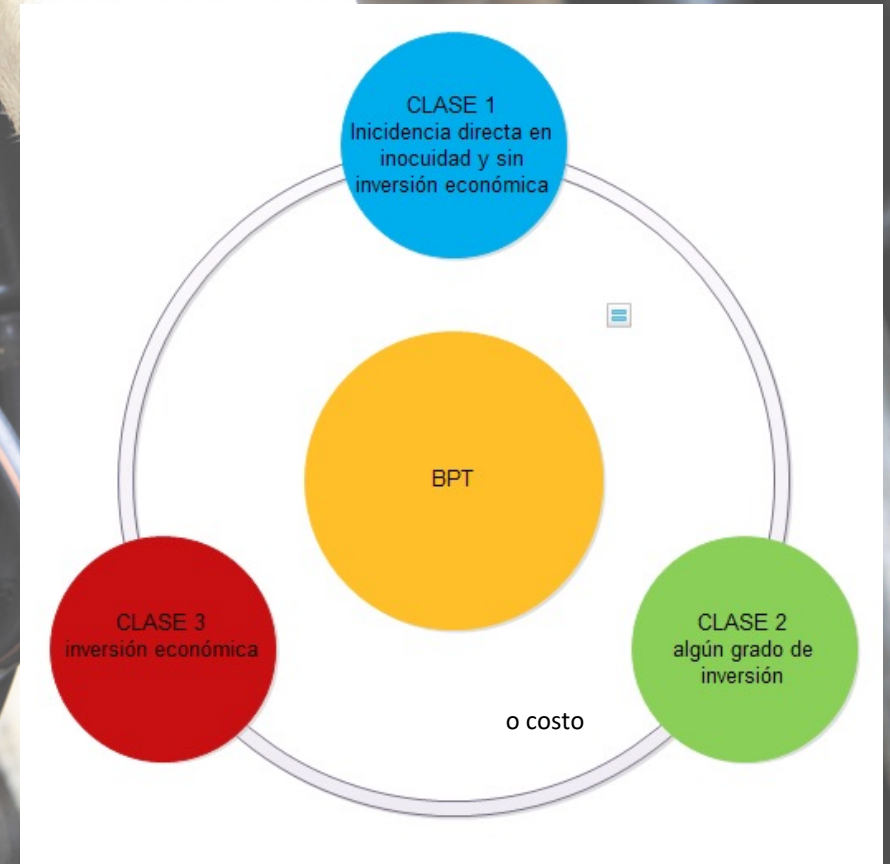 CLASE 1
Inicidencia directa en
inocuidad y sin
inversión económica
BPT
CLASE 3
inversión económica
CLASE 2
algún grado de
inversión
o costo